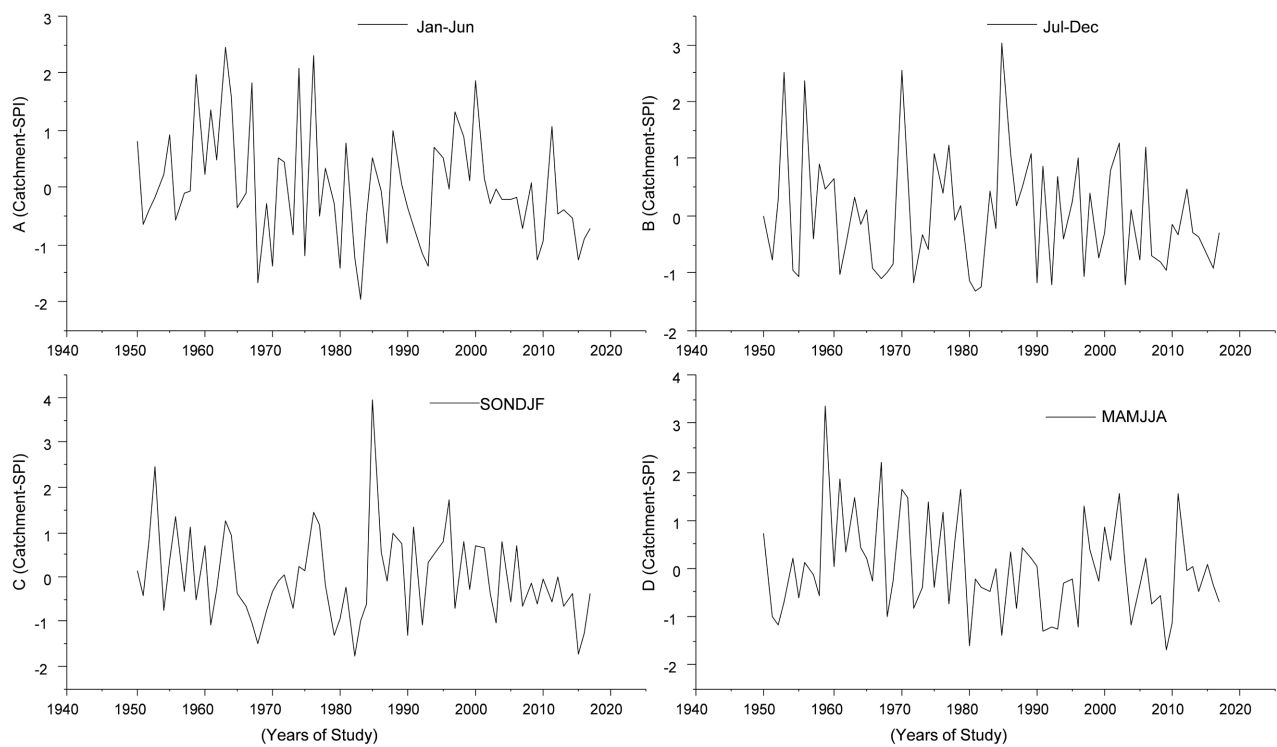 Jan-Jun
A (Catchment-SPI)
3
2
1
0
-1
-2
1940 1950 1960 1970 1980 1990 2000 2010 2020
Jul-Dec
B (Catchment-SPI)
3
2
1
0
-1
-2
1940 1950 1960 1970 1980 1990 2000 2010 2020
SONDJF
C (Catchment-SPI)
4
3
2
1
0
-1
-2
1940 1950 1960 1970 1980 1990 2000 2010 2020
(Years of Study)
MAMJJA
D (Catchment-SPI)
4
3
2
1
0
-1
-2
1940 1950 1960 1970 1980 1990 2000 2010 2020
(Years of Study)